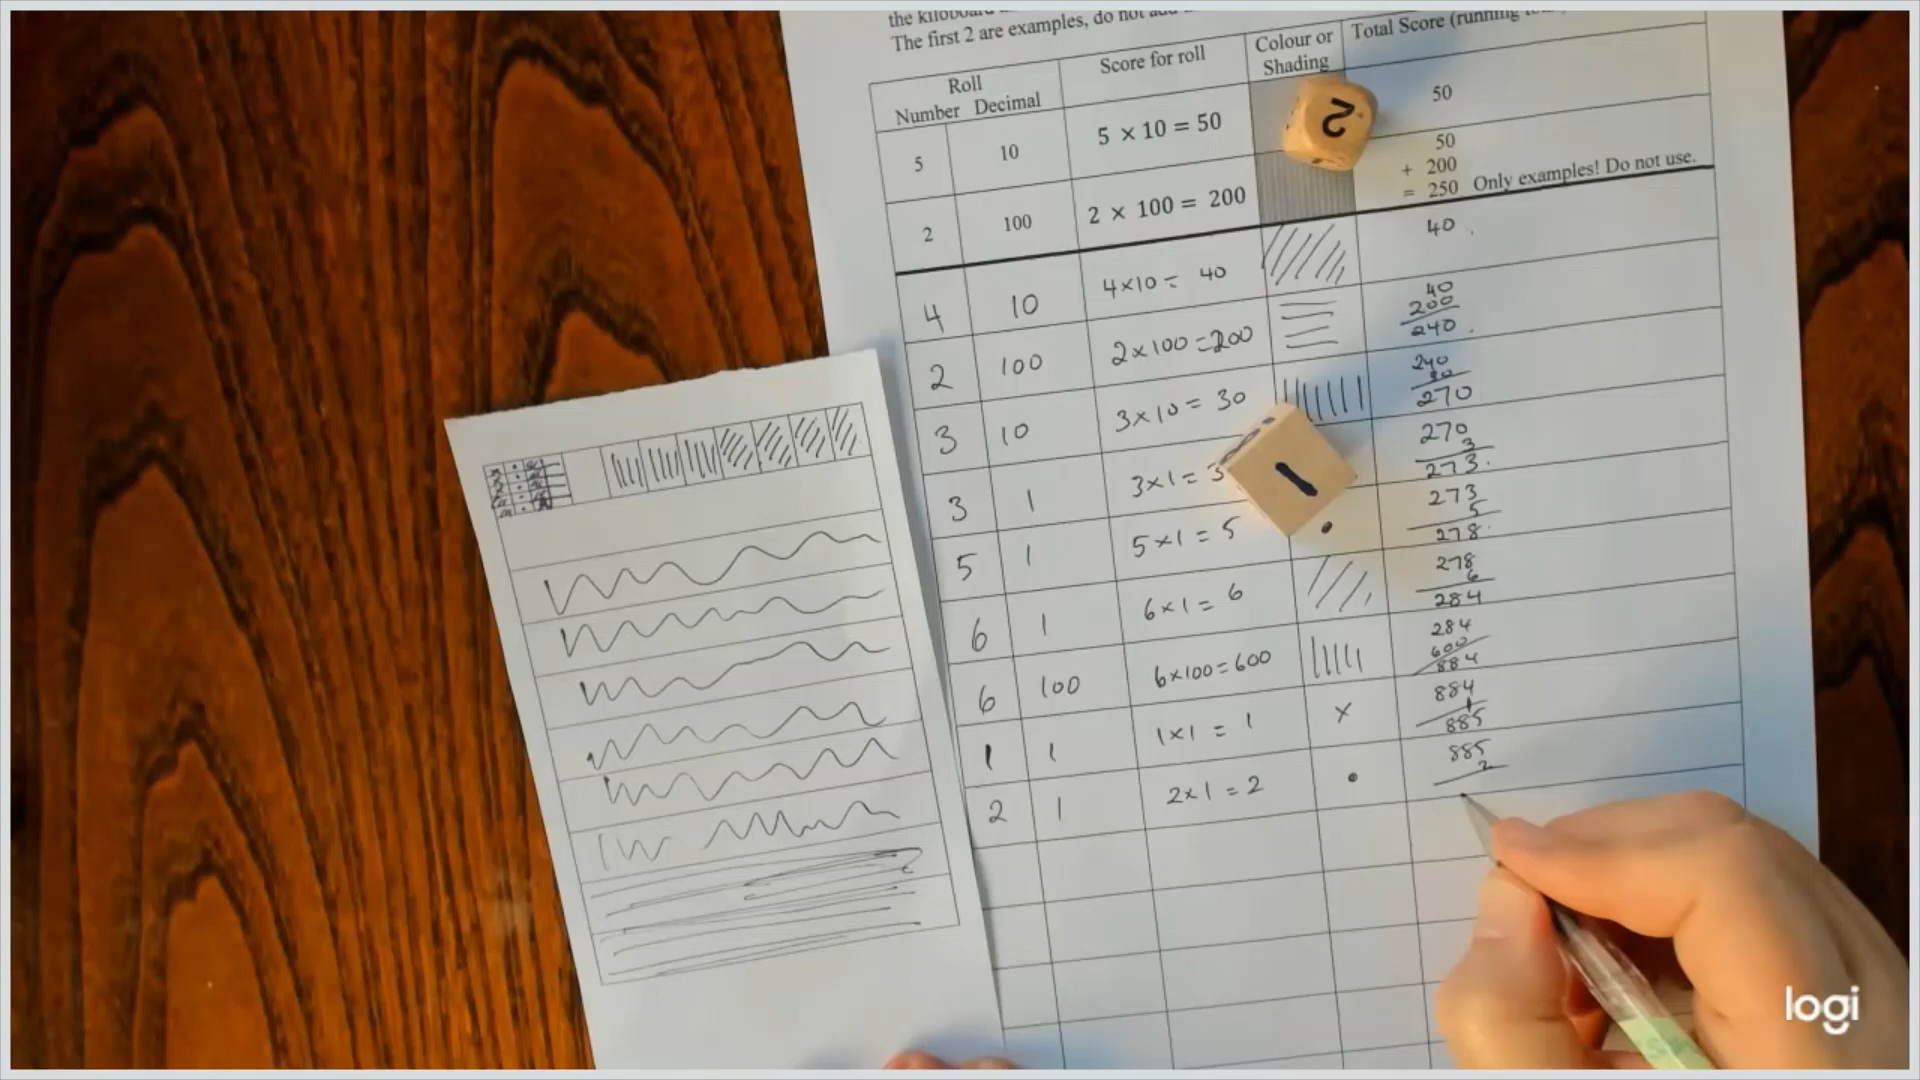 the kiloboard
The first 2 are examples, do not add
Roll
Number Decimal
Score for roll
Colour or
Shading
Total Score (running
5 10 5 × 10 = 50 50
2 100 2 × 100 = 200
50
+ 200
= 250 Only examples! Do not use.
2
4 10 4×10 = 40 40
2 100 2×100 = 200
40
200
240
3 10 3×10 = 30
240
30
270
3 1 3×1 = 3
270
3
273
1
5 1 5×1 = 5
273
5
278
6 1 6×1 = 6
278
6
284
6 100 6×100=600
284
600
884
1 1 1×1 = 1 x
884
1
885
2 1 2×1 = 2
885
2
logi